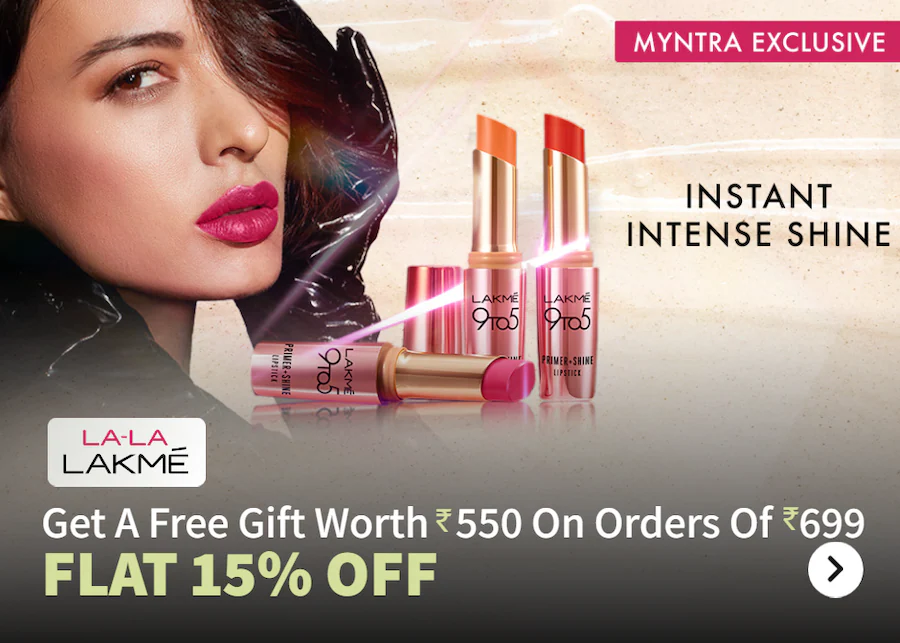 MYNTRA EXCLUSIVE
INSTANT
INTENSE SHINE
LAKMÉ
9TO5
LAKMÉ
9TO5
PRIMER+SHINE
LIPSTICK
LAKMÉ
9TO5
PRIMER+SHINE
LIPSTICK
LA-LA
LAKMÉ
Get A Free Gift Worth ₹550 On Orders Of ₹699
FLAT 15% OFF